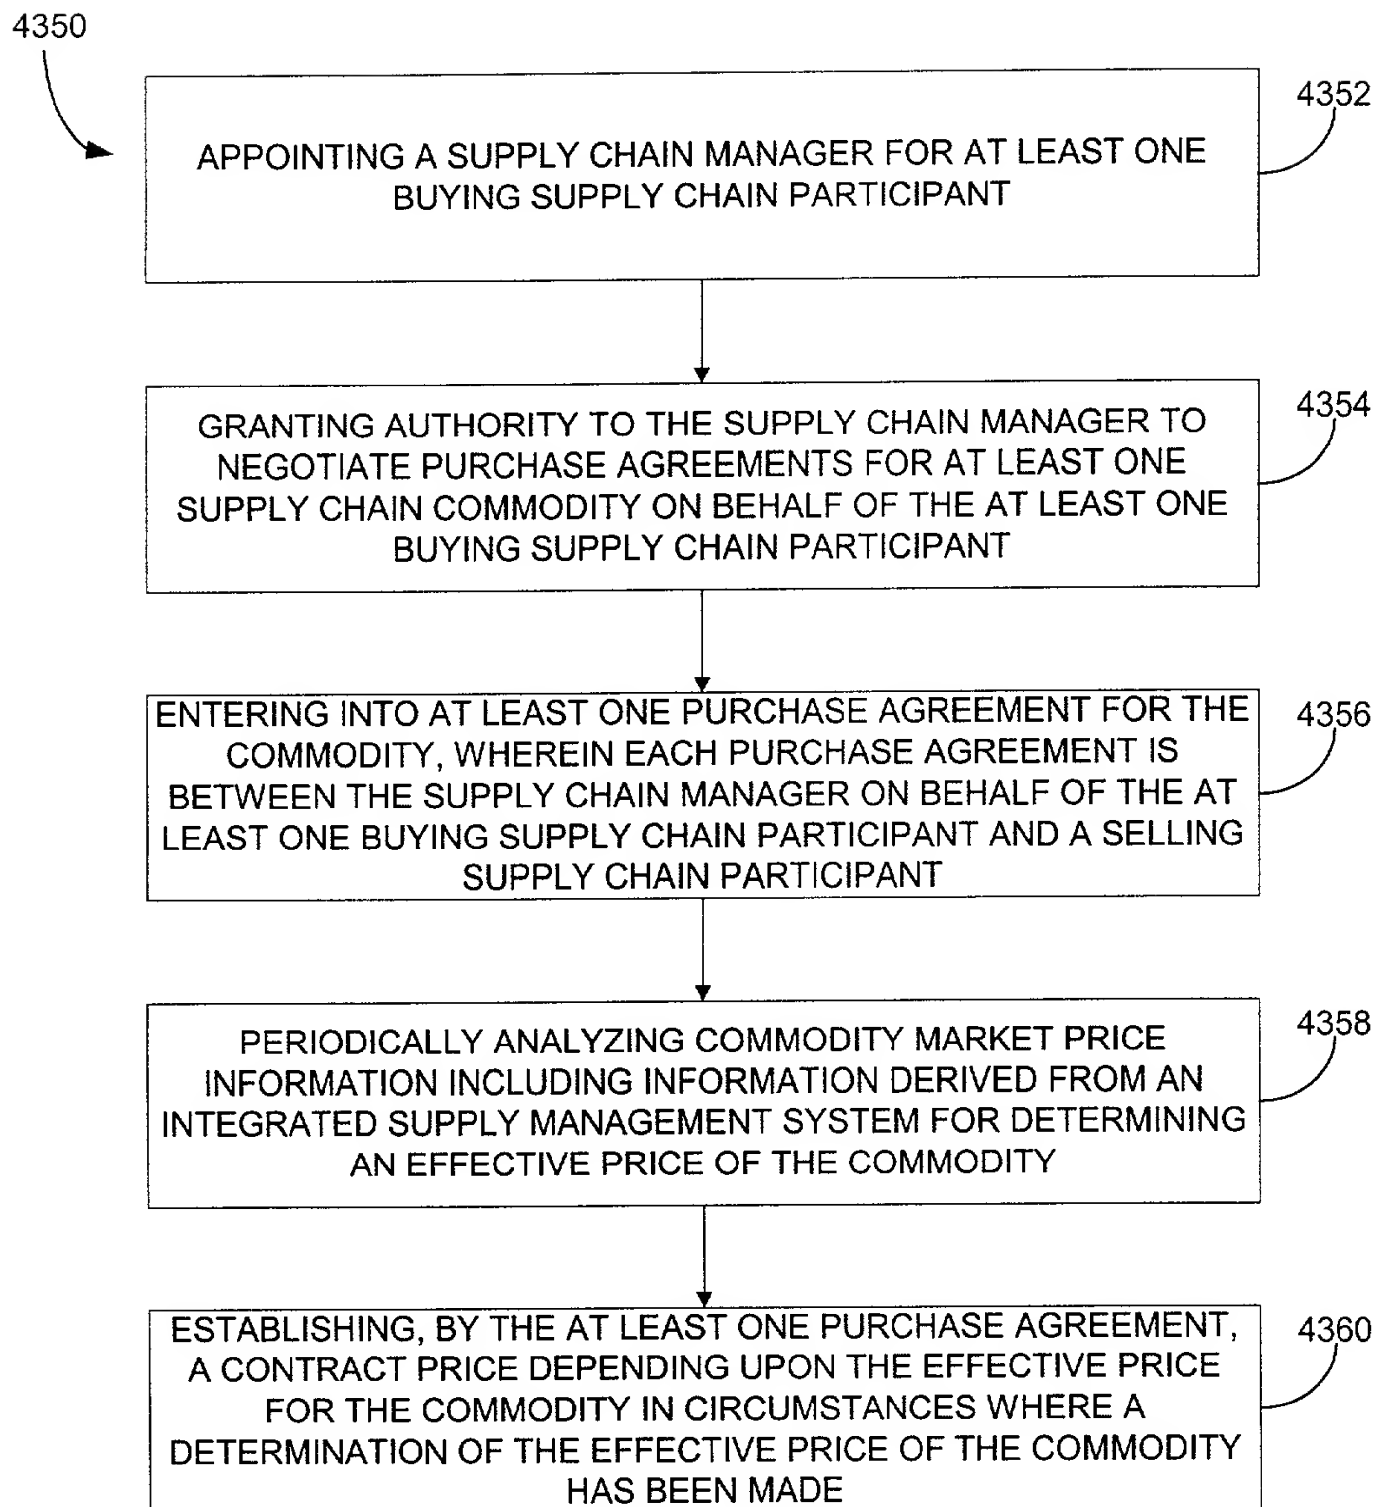 4350
4352
APPOINTING A SUPPLY CHAIN MANAGER FOR AT LEAST ONE
BUYING SUPPLY CHAIN PARTICIPANT
4354
GRANTING AUTHORITY TO THE SUPPLY CHAIN MANAGER TO
NEGOTIATE PURCHASE AGREEMENTS FOR AT LEAST ONE
SUPPLY CHAIN COMMODITY ON BEHALF OF THE AT LEAST ONE
BUYING SUPPLY CHAIN PARTICIPANT
4356
ENTERING INTO AT LEAST ONE PURCHASE AGREEMENT FOR THE
COMMODITY, WHEREIN EACH PURCHASE AGREEMENT IS
BETWEEN THE SUPPLY CHAIN MANAGER ON BEHALF OF THE AT
LEAST ONE BUYING SUPPLY CHAIN PARTICIPANT AND A SELLING
SUPPLY CHAIN PARTICIPANT
4358
PERIODICALLY ANALYZING COMMODITY MARKET PRICE
INFORMATION INCLUDING INFORMATION DERIVED FROM AN
INTEGRATED SUPPLY MANAGEMENT SYSTEM FOR DETERMINING
AN EFFECTIVE PRICE OF THE COMMODITY
4360
ESTABLISHING, BY THE AT LEAST ONE PURCHASE AGREEMENT,
A CONTRACT PRICE DEPENDING UPON THE EFFECTIVE PRICE
FOR THE COMMODITY IN CIRCUMSTANCES WHERE A
DETERMINATION OF THE EFFECTIVE PRICE OF THE COMMODITY
HAS BEEN MADE